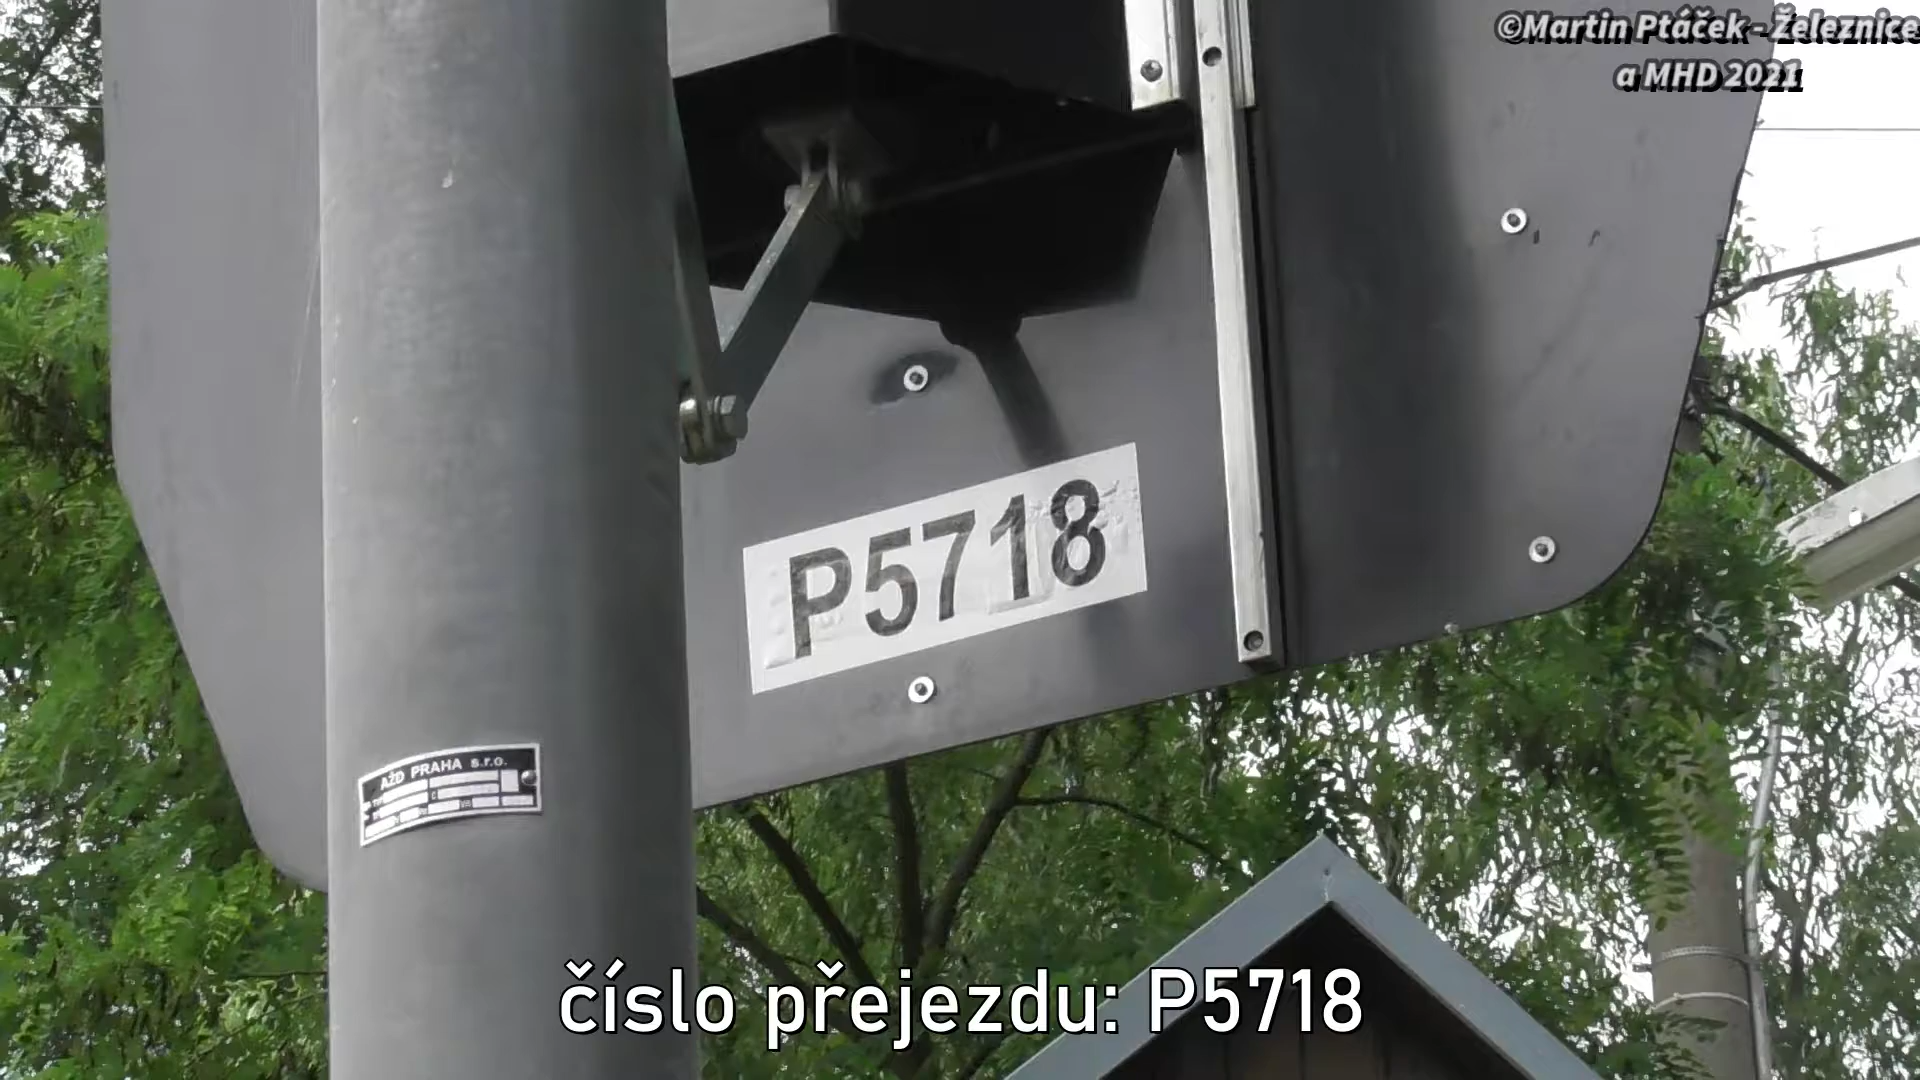 ©Martin Ptáček - Železnice
a MHD 2021
P5718
AŽD PRAHA s.r.o.
číslo přejezdu: P5718